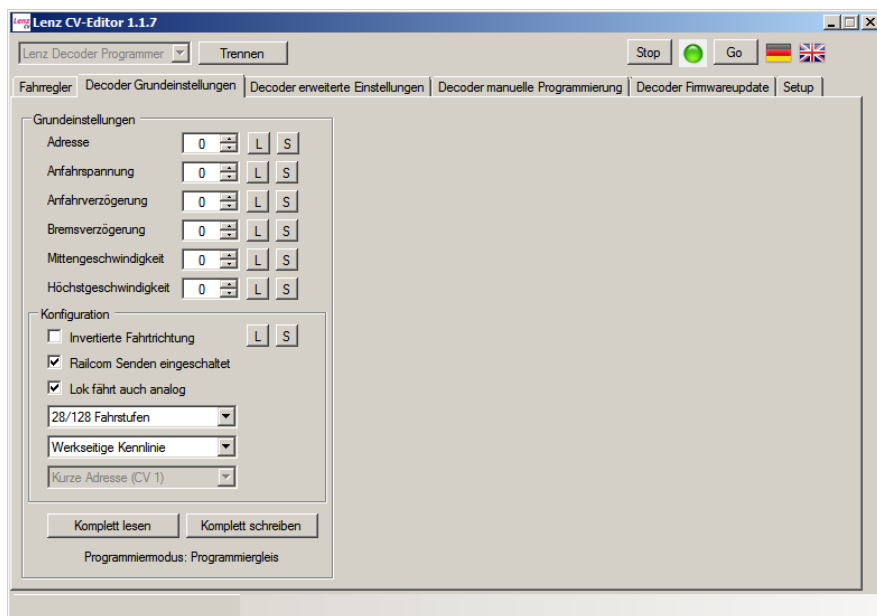 Lenz CV Lenz CV-Editor 1.1.7
Lenz Decoder Programmer Trennen Stop Go
Fahrregler Decoder Grundeinstellungen Decoder erweiterte Einstellungen Decoder manuelle Programmierung Decoder Firmwareupdate Setup
Grundeinstellungen
Adresse 0 L S
Anfahrspannung 0 L S
Anfahrverzögerung 0 L S
Bremsverzögerung 0 L S
Mittengeschwindigkeit 0 L S
Höchstgeschwindigkeit 0 L S
Konfiguration
Invertierte Fahrtrichtung L S
Railcom Senden eingeschaltet
Lok fährt auch analog
28/128 Fahrstufen
Werkseitige Kennlinie
Kurze Adresse (CV 1)
Komplett lesen Komplett schreiben
Programmiermodus: Programmiergleis